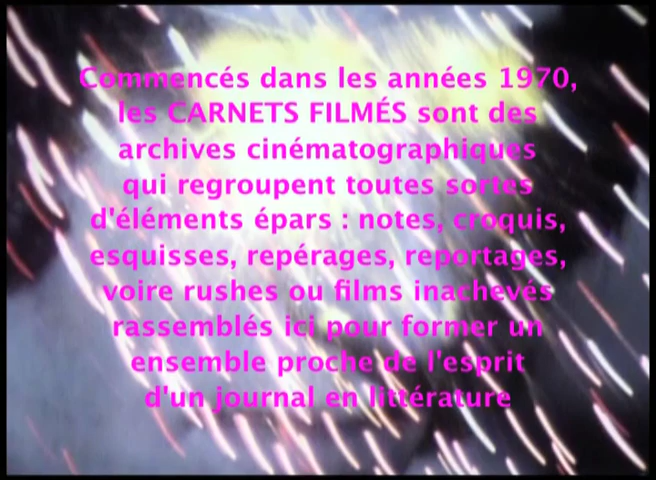 Commencés dans les années 1970,
les CARNETS FILMÉS sont des
archives cinématographiques
qui regroupent toutes sortes
d'éléments épars : notes, croquis,
esquisses, repérages, reportages,
voire rushes ou films inachevés
rassemblés ici pour former un
ensemble proche de l'esprit
d'un journal en littérature